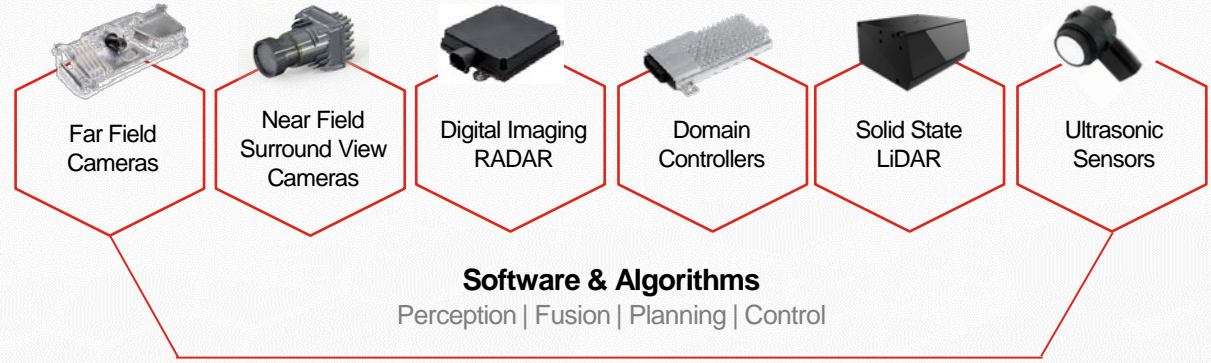 Far Field
Cameras
Near Field
Surround View
Cameras
Digital Imaging
RADAR
Domain
Controllers
Solid State
LiDAR
Ultrasonic
Sensors
Software & Algorithms
Perception | Fusion | Planning | Control